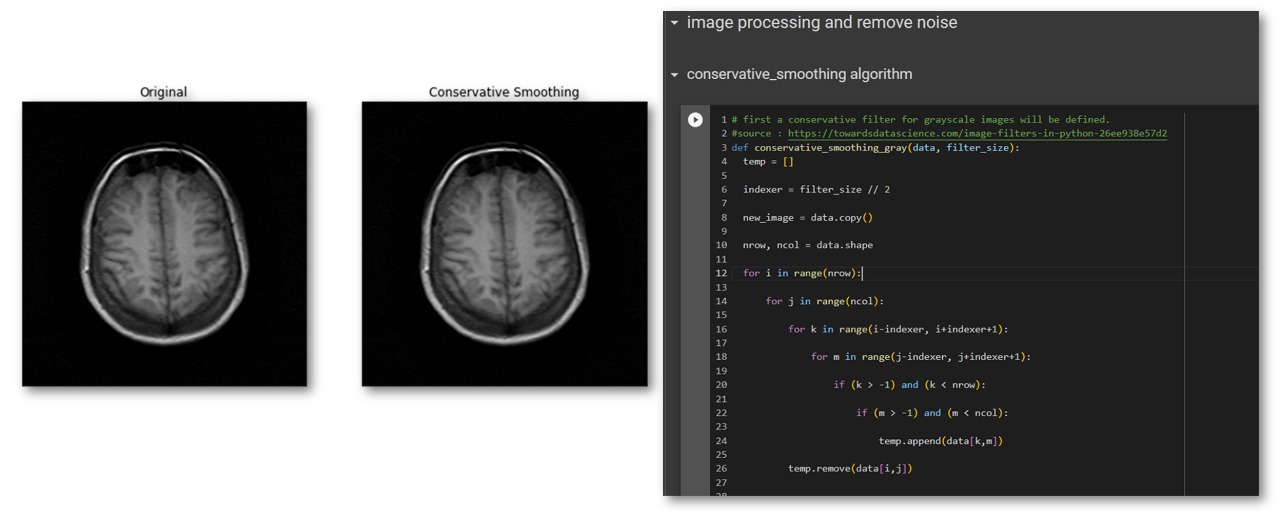 Original
Conservative Smoothing
image processing and remove noise
conservative_smoothing algorithm
1 # first a conservative filter for grayscale images will be defined.
2 #source : https://towardsdatascience.com/image-filters-in-python-26ee938e57d2
3 def conservative_smoothing_gray(data, filter_size):
4 temp = []
5
6 indexer = filter_size // 2
7
8 new_image = data.copy()
9
10 nrow, ncol = data.shape
11
12 for i in range(nrow):
13
14 for j in range(ncol):
15
16 for k in range(i-indexer, i+indexer+1):
17
18 for m in range(j-indexer, j+indexer+1):
19
20 if (k > -1) and (k < nrow):
21
22 if (m > -1) and (m < ncol):
23
24 temp.append(data[k,m])
25
26 temp.remove(data[i,j])
27
28